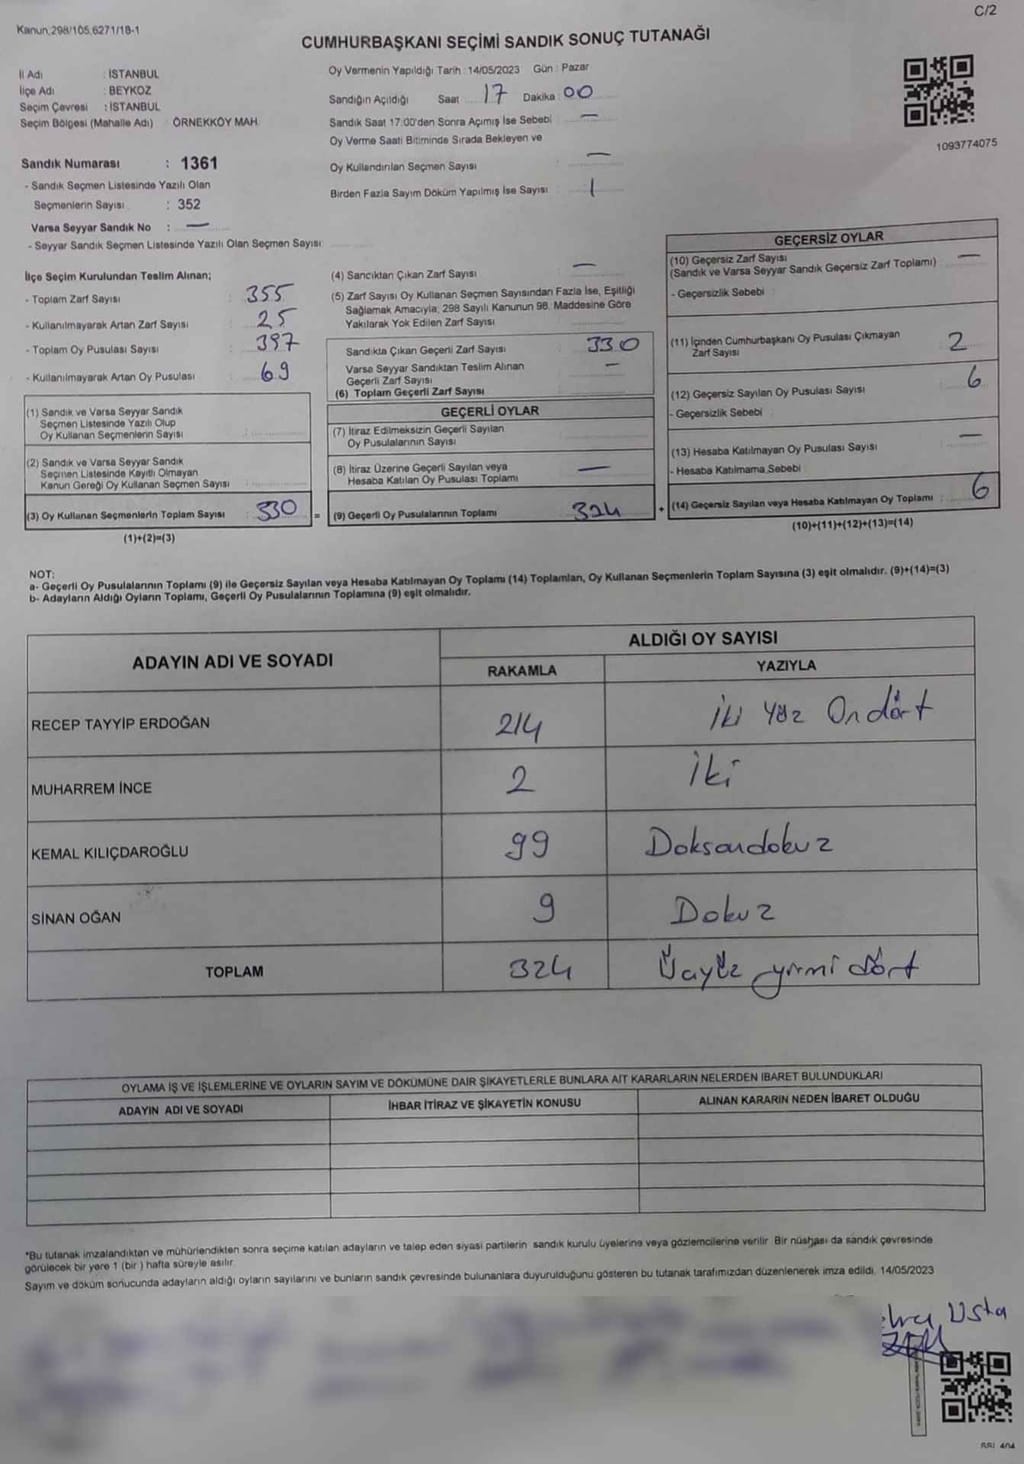 C/2
Kanun,298/105,6271/18-1
CUMHURBAŞKANI SEÇİMİ SANDIK SONUÇ TUTANAĞI
İl Adı : İSTANBUL
İlçe Adı : BEYKOZ
Seçim Çevresi : İSTANBUL
Seçim Bölgesi (Mahalle Adı) ÖRNEKKÖY MAH.
Sandık Numarası : 1361
- Sandık Seçmen Listesinde Yazılı Olan
Seçmenlerin Sayısı : 352
Varsa Seyyar Sandık No : —
- Seyyar Sandık Seçmen Listesinde Yazılı Olan Seçmen Sayısı
Oy Vermenin Yapıldığı Tarih : 14/05/2023 Gün : Pazar
Sandığın Açıldığı Saat 17 Dakika 00
Sandık Saat 17:00'den Sonra Açımış İse Sebebi —
Oy Verme Saati Bitiminde Sırada Bekleyen ve
Oy Kullandırılan Seçmen Sayısı —
Birden Fazla Sayım Döküm Yapılmış İse Sayısı 1
1093774075
İlçe Seçim Kurulundan Teslim Alınan;
- Toplam Zarf Sayısı : 355
- Kullanılmayarak Artan Zarf Sayısı : 25
- Toplam Oy Pusulası Sayısı : 397
- Kullanılmayarak Artan Oy Pusulası : 69
(1) Sandık ve Varsa Seyyar Sandık
Seçmen Listesinde Yazılı Olup
Oy Kullanan Seçmenlerin Sayısı
(2) Sandık ve Varsa Seyyar Sandık
Seçmen Listesinde Kayıtlı Olmayan
Kanun Gereği Oy Kullanan Seçmen Sayısı
(3) Oy Kullanan Seçmenlerin Toplam Sayısı : 330 =
(1)+(2)=(3)
(4) Sandıktan Çıkan Zarf Sayısı —
(5) Zarf Sayısı Oy Kullanan Seçmen Sayısından Fazla İse, Eşitliği
Sağlamak Amacıyla, 298 Sayılı Kanunun 98. Maddesine Göre
Yakılarak Yok Edilen Zarf Sayısı
Sandıkta Çıkan Geçerli Zarf Sayısı 330
Varsa Seyyar Sandıktan Teslim Alınan —
Geçerli Zarf Sayısı
(6) Toplam Geçerli Zarf Sayısı
GEÇERLİ OYLAR
(7) İtiraz Edilmeksizin Geçerli Sayılan
Oy Pusulalarının Sayısı
(8) İtiraz Üzerine Geçerli Sayılan veya —
Hesaba Katılan Oy Pusulası Toplamı
(9) Geçerli Oy Pusulalarının Toplamı 324 +
GEÇERSİZ OYLAR
(10) Geçersiz Zarf Sayısı —
(Sandık ve Varsa Seyyar Sandık Geçersiz Zarf Toplamı)
- Geçersizlik Sebebi
(11) İçinden Cumhurbaşkanı Oy Pusulası Çıkmayan 2
Zarf Sayısı
(12) Geçersiz Sayılan Oy Pusulası Sayısı 6
- Geçersizlik Sebebi
(13) Hesaba Katılmayan Oy Pusulası Sayısı —
- Hesaba Katılmama Sebebi
(14) Geçersiz Sayılan veya Hesaba Katılmayan Oy Toplamı : 6
(10)+(11)+(12)+(13)=(14)
NOT:
a- Geçerli Oy Pusulalarının Toplamı (9) ile Geçersiz Sayılan veya Hesaba Katılmayan Oy Toplamı (14) Toplamları, Oy Kullanan Seçmenlerin Toplam Sayısına (3) eşit olmalıdır. (9)+(14)=(3)
b- Adayların Aldığı Oyların Toplamı, Geçerli Oy Pusulalarının Toplamına (9) eşit olmalıdır.
ADAYIN ADI VE SOYADI
ALDIĞI OY SAYISI
RAKAMLA YAZIYLA
RECEP TAYYİP ERDOĞAN 214 İki Yüz On dört
MUHARREM İNCE 2 İki
KEMAL KILIÇDAROĞLU 99 Doksandokuz
SİNAN OĞAN 9 Dokuz
TOPLAM 324 Üçyüz yirmi dört
OYLAMA İŞ VE İŞLEMLERİNE VE OYLARIN SAYIM VE DÖKÜMÜNE DAİR ŞİKAYETLERLE BUNLARA AİT KARARLARIN NELERDEN İBARET BULUNDUKLARI
ADAYIN ADI VE SOYADI İHBAR İTİRAZ VE ŞİKAYETİN KONUSU ALINAN KARARIN NEDEN İBARET OLDUĞU
*Bu tutanak imzalandıktan ve mühürlendikten sonra seçime katılan adayların ve talep eden siyasi partilerin sandık kurulu üyelerine veya gözlemcilerine verilir. Bir nüshası da sandık çevresinde
görülecek bir yere 1 (bir) hafta süreyle asılır.
Sayım ve döküm sonucunda adayların aldığı oyların sayılarını ve bunların sandık çevresinde bulunanlara duyurulduğunu gösteren bu tutanak tarafımızdan düzenlenerek imza edildi. 14/05/2023
Usta